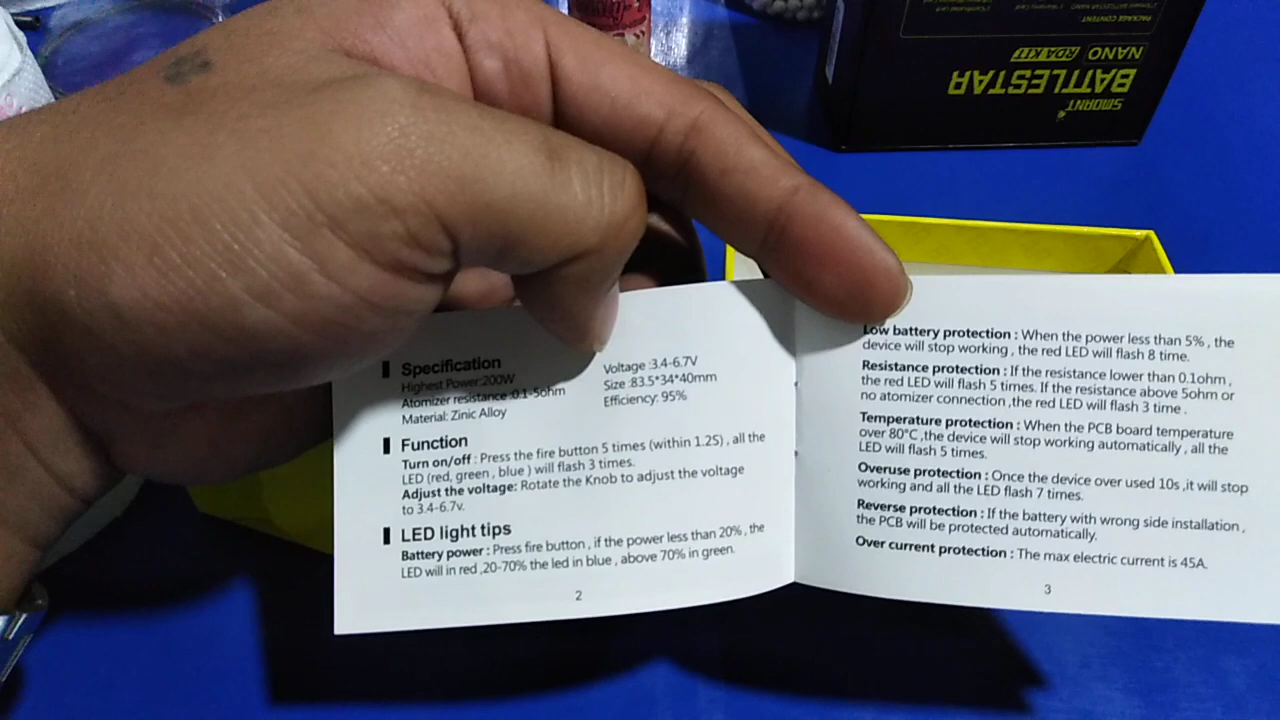 Specification
Highest Power:200W
Atomizer resistance :0.1-5ohm
Material: Zinic Alloy
Voltage :3.4-6.7V
Size :83.5*34*40mm
Efficiency: 95%
Function
Turn on/off : Press the fire button 5 times (within 1.2S) , all the
LED (red, green , blue ) will flash 3 times.
Adjust the voltage: Rotate the Knob to adjust the voltage
to 3.4-6.7v.
LED light tips
Battery power : Press fire button , if the power less than 20% , the
LED will in red ,20-70% the led in blue , above 70% in green.
2
Low battery protection : When the power less than 5% , the
device will stop working , the red LED will flash 8 time.
Resistance protection : If the resistance lower than 0.1ohm ,
the red LED will flash 5 times. If the resistance above 5ohm or
no atomizer connection ,the red LED will flash 3 time .
Temperature protection : When the PCB board temperature
over 80°C ,the device will stop working automatically , all the
LED will flash 5 times.
Overuse protection : Once the device over used 10s ,it will stop
working and all the LED flash 7 times.
Reverse protection : If the battery with wrong side installation ,
the PCB will be protected automatically.
Over current protection : The max electric current is 45A.
3
SMOANT
BATTLESTAR
NANO RDA KIT
PACKAGE CONTENT